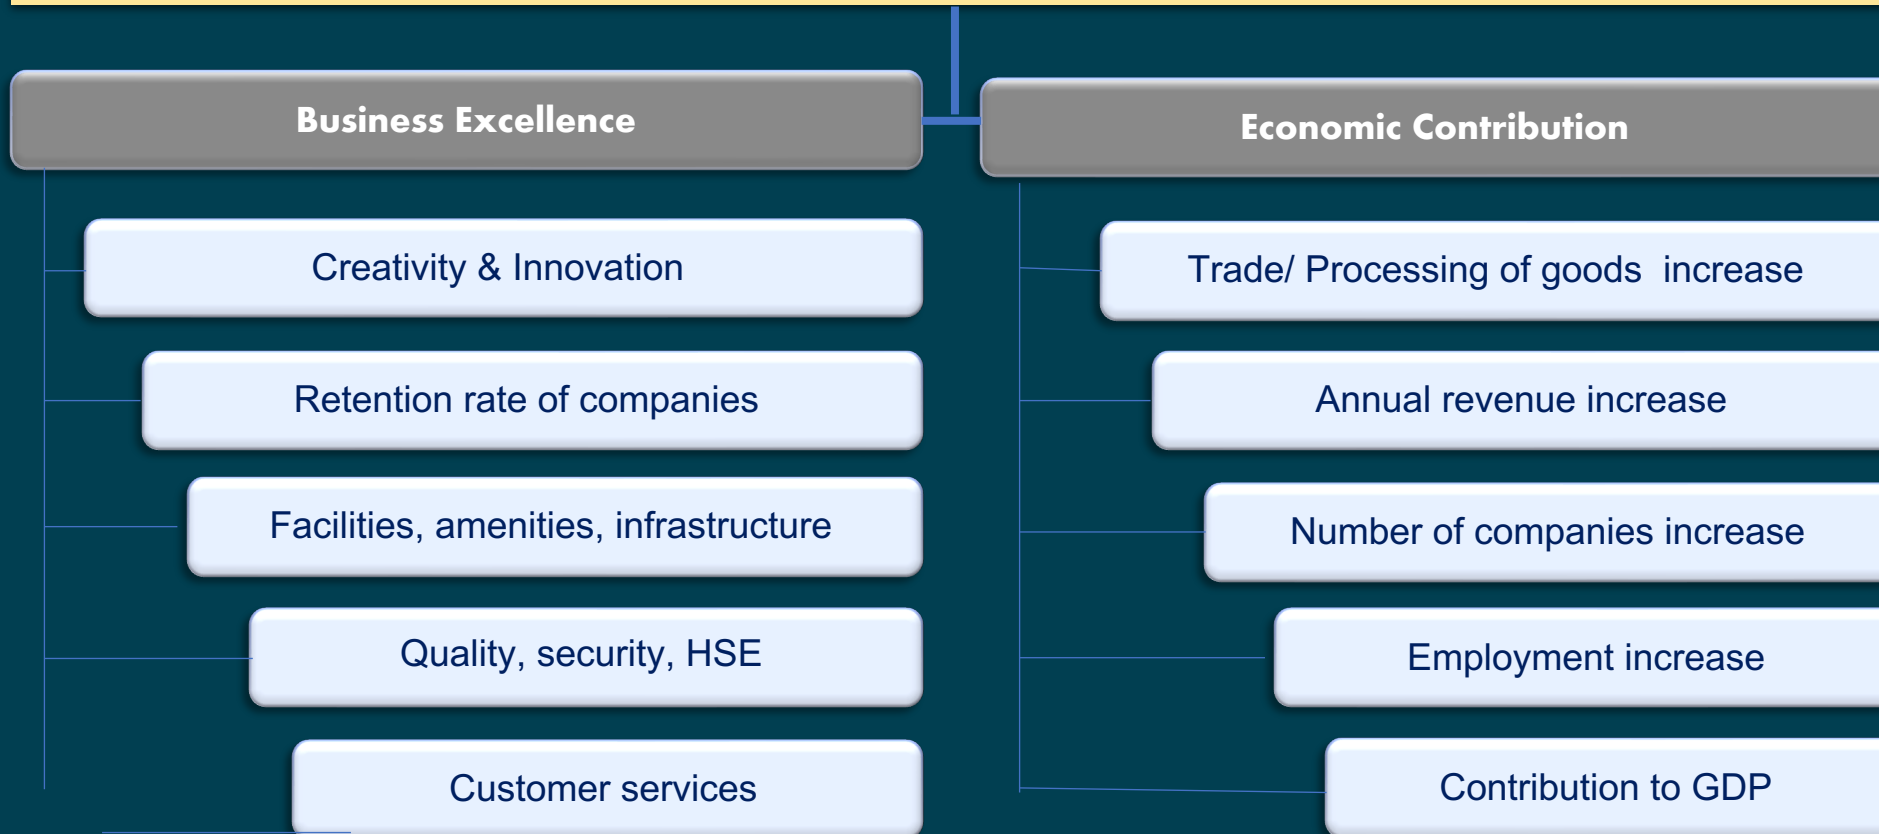 Business Excellence
Creativity & Innovation
Retention rate of companies
Facilities, amenities, infrastructure
Quality, security, HSE
Customer services
Economic Contribution
Trade/ Processing of goods  increase
Annual revenue increase
Number of companies increase
Employment increase
Contribution to GDP